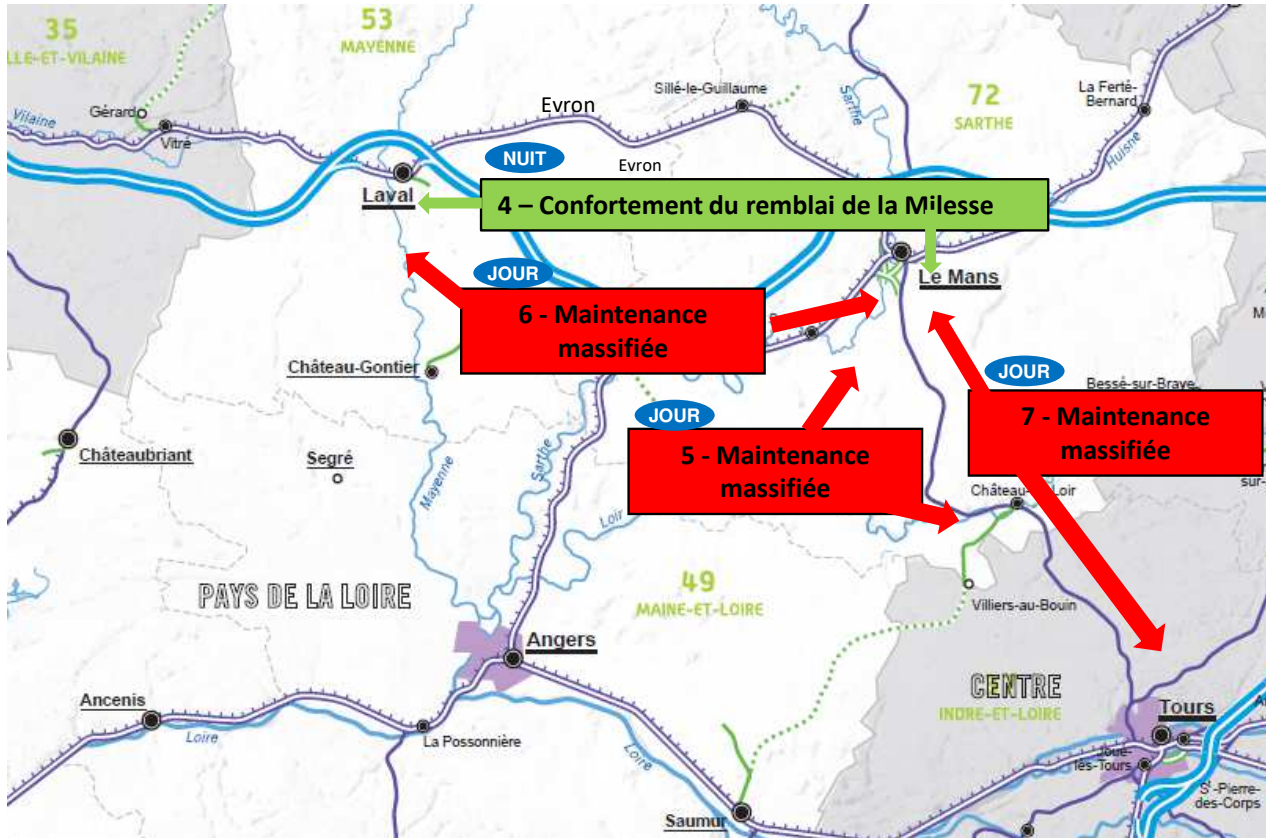 35
53
LLE-ET-VILAINE
MAYENNE
Gérard
Vilaine
Vitré
Evron
Sillé-le-Guillaume
Sarthe
72
SARTHE
La Ferté-
Bernard
Huisne
NUIT
Evron
Laval
4 – Confortement du remblai de la Milesse
Le Mans
JOUR
6 - Maintenance
massifiée
Château-Gontier
JOUR
Bessé-sur-Braye
7 - Maintenance
massifiée
JOUR
5 - Maintenance
massifiée
sur-
Châteaubriant
Segré
Mayenne
Sarthe
Loir
Château- Loir
PAYS DE LA LOIRE
49
MAINE-ET-LOIRE
Villiers-au-Bouin
Angers
CENTRE
INDRE-ET-LOIRE
Ancenis
Loire
La Possonnière
Loire
Tours
Joué-
lès-Tours
St-Pierre-
des-Corps
Saumur